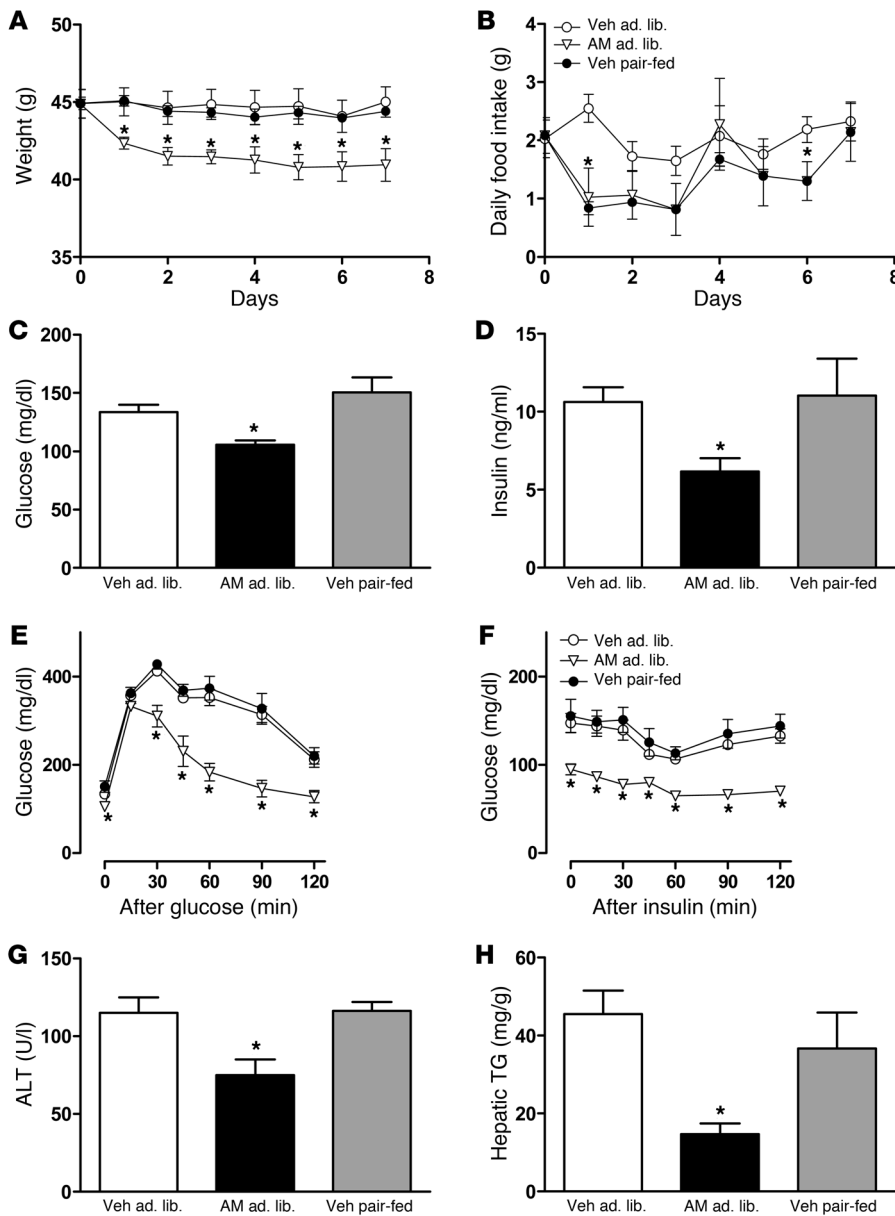 A
Weight (g)
50
45
40
35
0 2 4 6 8
Days
* * * * * * *
B
Daily food intake (g)
4
3
2
1
0
0 2 4 6 8
Days
Veh ad. lib.
AM ad. lib.
Veh pair-fed
* *
C
Glucose (mg/dl)
200
150
100
50
0
*
Veh ad. lib. AM ad. lib. Veh pair-fed
D
Insulin (ng/ml)
15
10
5
0
*
Veh ad. lib. AM ad. lib. Veh pair-fed
E
Glucose (mg/dl)
400
200
0
* * * * * *
0 30 60 90 120
After glucose (min)
F
Veh ad. lib.
AM ad. lib.
Veh pair-fed
Glucose (mg/dl)
200
100
0
* * * * * * *
0 30 60 90 120
After insulin (min)
G
ALT (U/l)
150
100
50
0
*
Veh ad. lib. AM ad. lib. Veh pair-fed
H
Hepatic TG (mg/g)
60
40
20
0
*
Veh ad. lib. AM ad. lib. Veh pair-fed